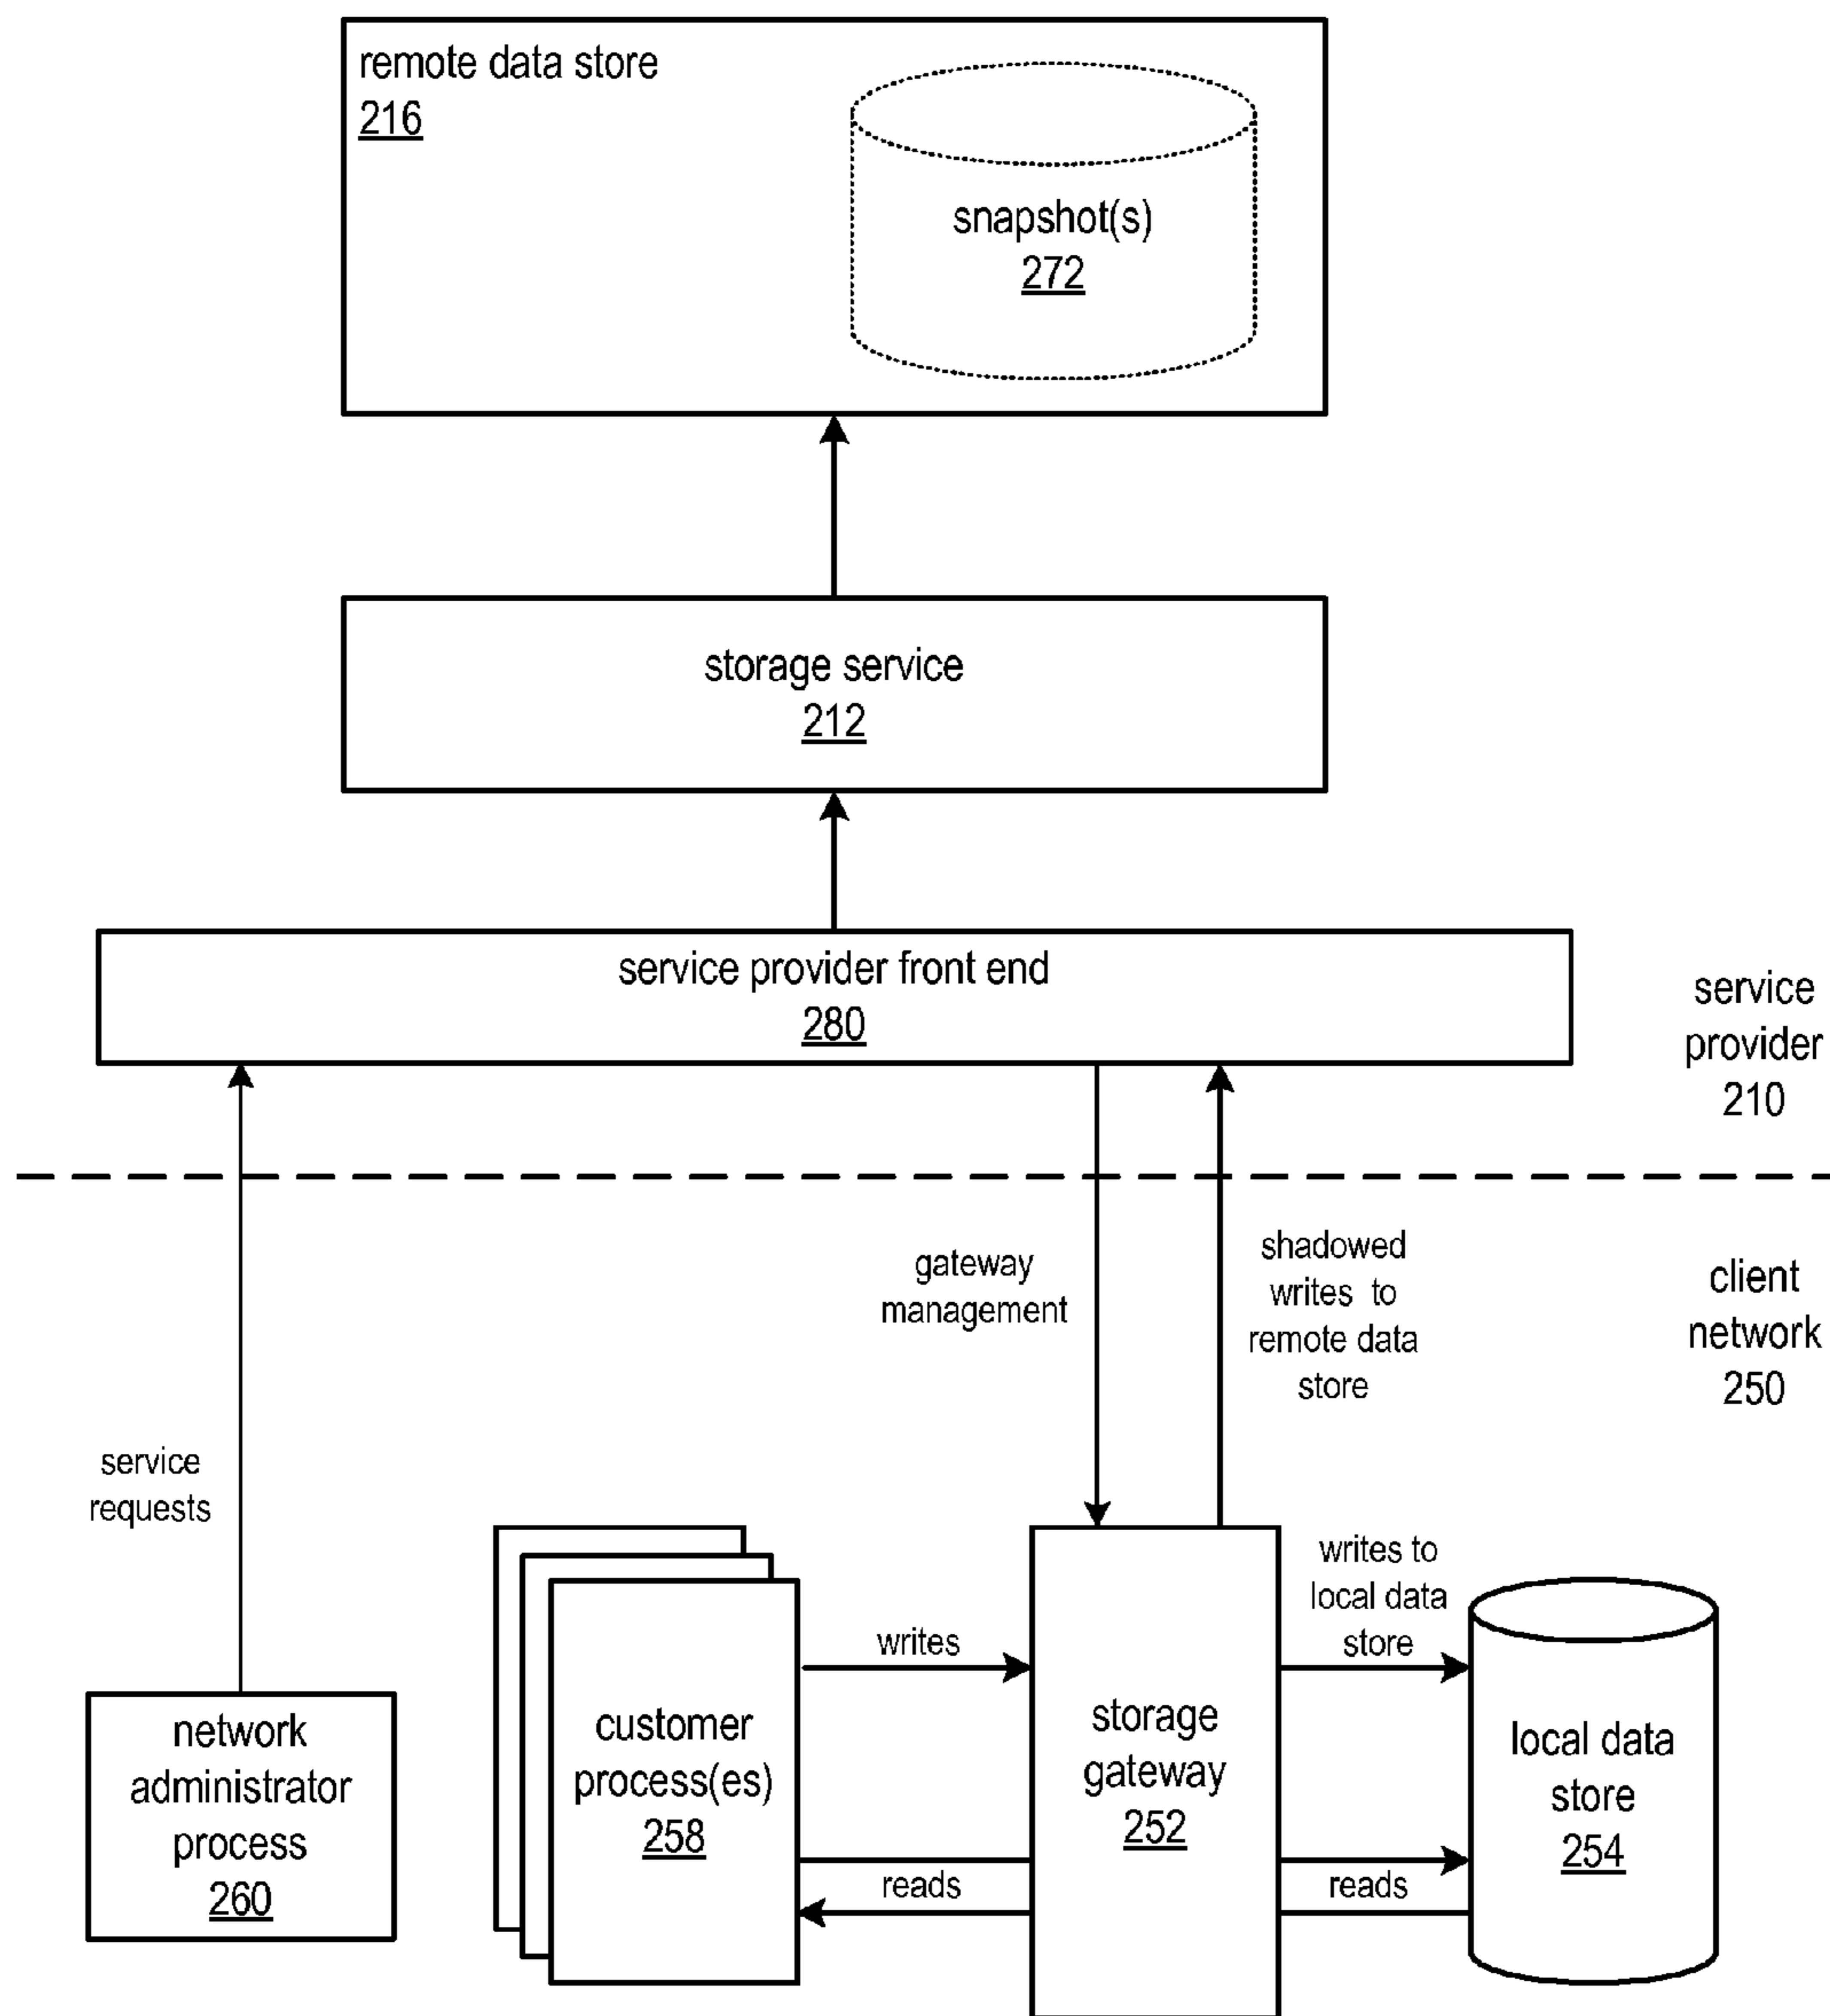 remote data store
216
snapshot(s)
272
storage service
212
service provider front end
280
service
provider
210
gateway
management
shadowed
writes to
remote data
store
client
network
250
service
requests
writes to
local data
store
writes
network
administrator
process
260
customer
process(es)
258
storage
gateway
252
local data
store
254
reads
reads